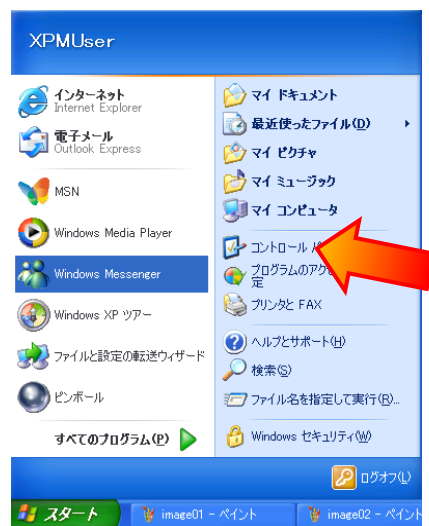 XPMUser
インターネット
Internet Explorer
電子メール
Outlook Express
MSN
Windows Media Player
Windows Messenger
Windows XP ツアー
ファイルと設定の転送ウィザード
ピンボール
すべてのプログラム(P)
マイ ドキュメント
最近使ったファイル(D)
マイ ピクチャ
マイ ミュージック
マイ コンピュータ
コントロール
プログラムのアク
定
プリンタと FAX
ヘルプとサポート(H)
検索(S)
ファイル名を指定して実行(R)...
Windows セキュリティ(W)
ログオフ(L)
スタート
image01 - ペイント
image02 - ペイント